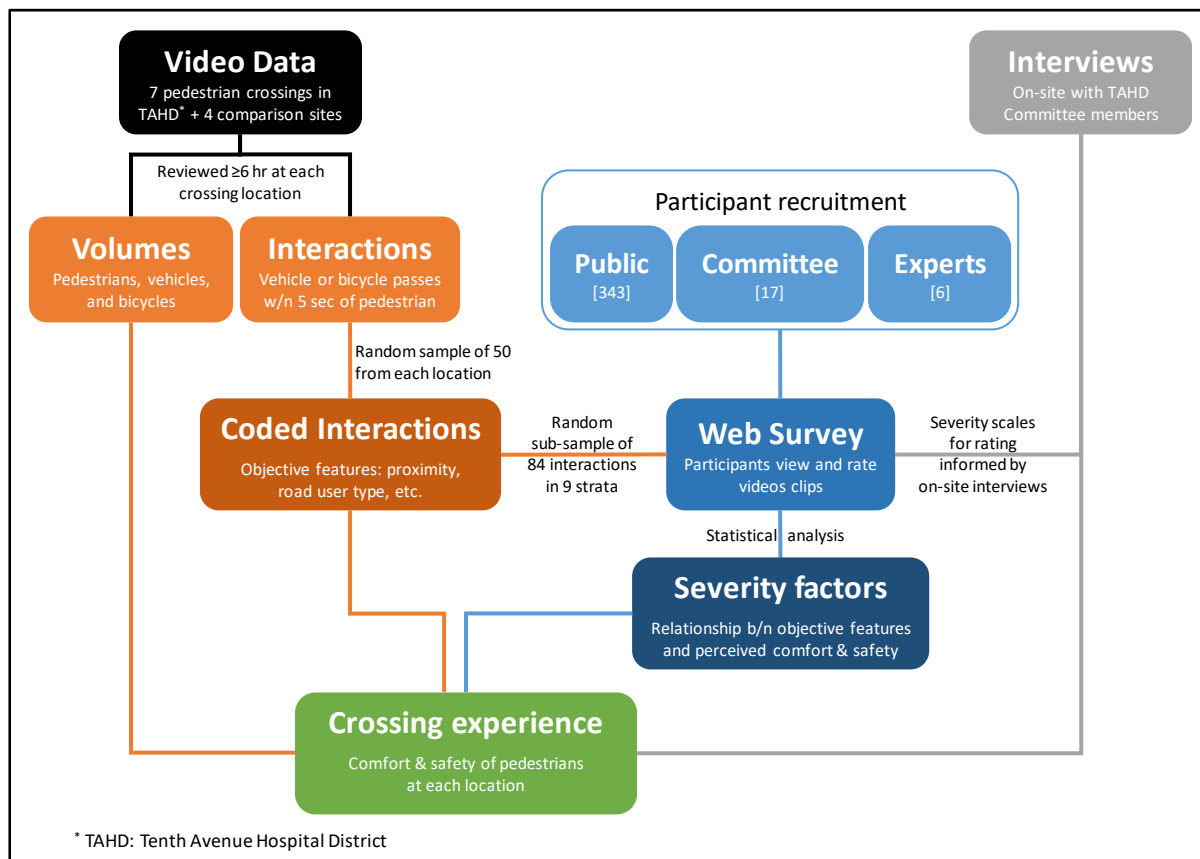 Video Data
7 pedestrian crossings in
TAHD* + 4 comparison sites
Interviews
On-site with TAHD
Committee members
Reviewed ≥6 hr at each
crossing location
Volumes
Pedestrians, vehicles,
and bicycles
Interactions
Vehicle or bicycle passes
w/n 5 sec of pedestrian
Participant recruitment
Public
[343]
Committee
[17]
Experts
[6]
Random sample of 50
from each location
Coded Interactions
Objective features: proximity,
road user type, etc.
Random
sub-sample of
84 interactions
in 9 strata
Web Survey
Participants view and rate
videos clips
Severity scales
for rating
informed by
on-site interviews
Statistical analysis
Severity factors
Relationship b/n objective features
and perceived comfort & safety
Crossing experience
Comfort & safety of pedestrians
at each location
* TAHD: Tenth Avenue Hospital District